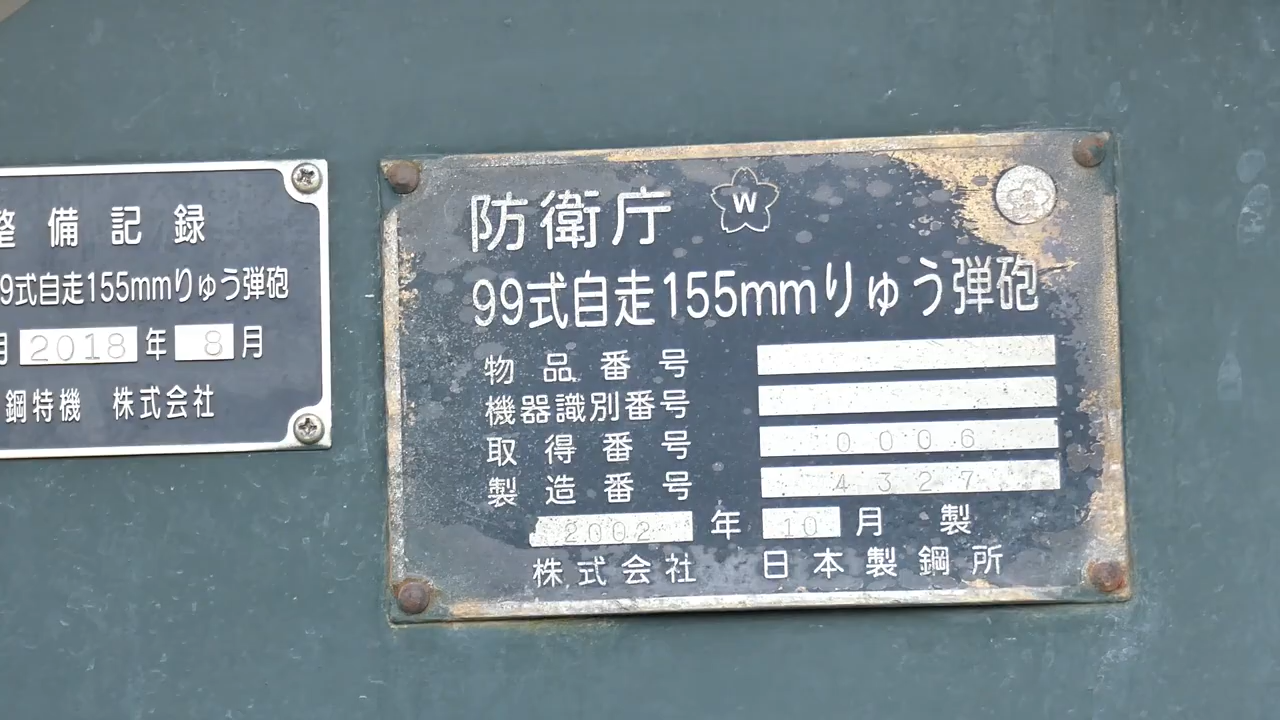 整備記録
99式自走155mmりゅう弾砲
月 2018 年 8 月
鋼特機 株式会社
防衛庁 W
99式自走155mmりゅう弾砲
物品番号
機器識別番号
取得番号 0006
製造番号 4327
2002 年 10 月 製
株式会社 日本製鋼所